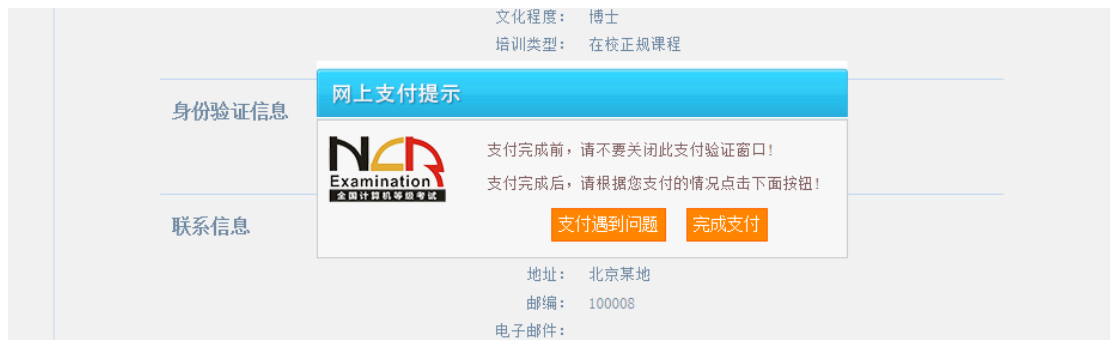 文化程度： 博士
培训类型： 在校正规课程
网上支付提示
身份验证信息
NCR
Examination
全国计算机等级考试
支付完成前，请不要关闭此支付验证窗口！
支付完成后，请根据您支付的情况点击下面按钮！
支付遇到问题 完成支付
联系信息
地址： 北京某地
邮编： 100008
电子邮件：